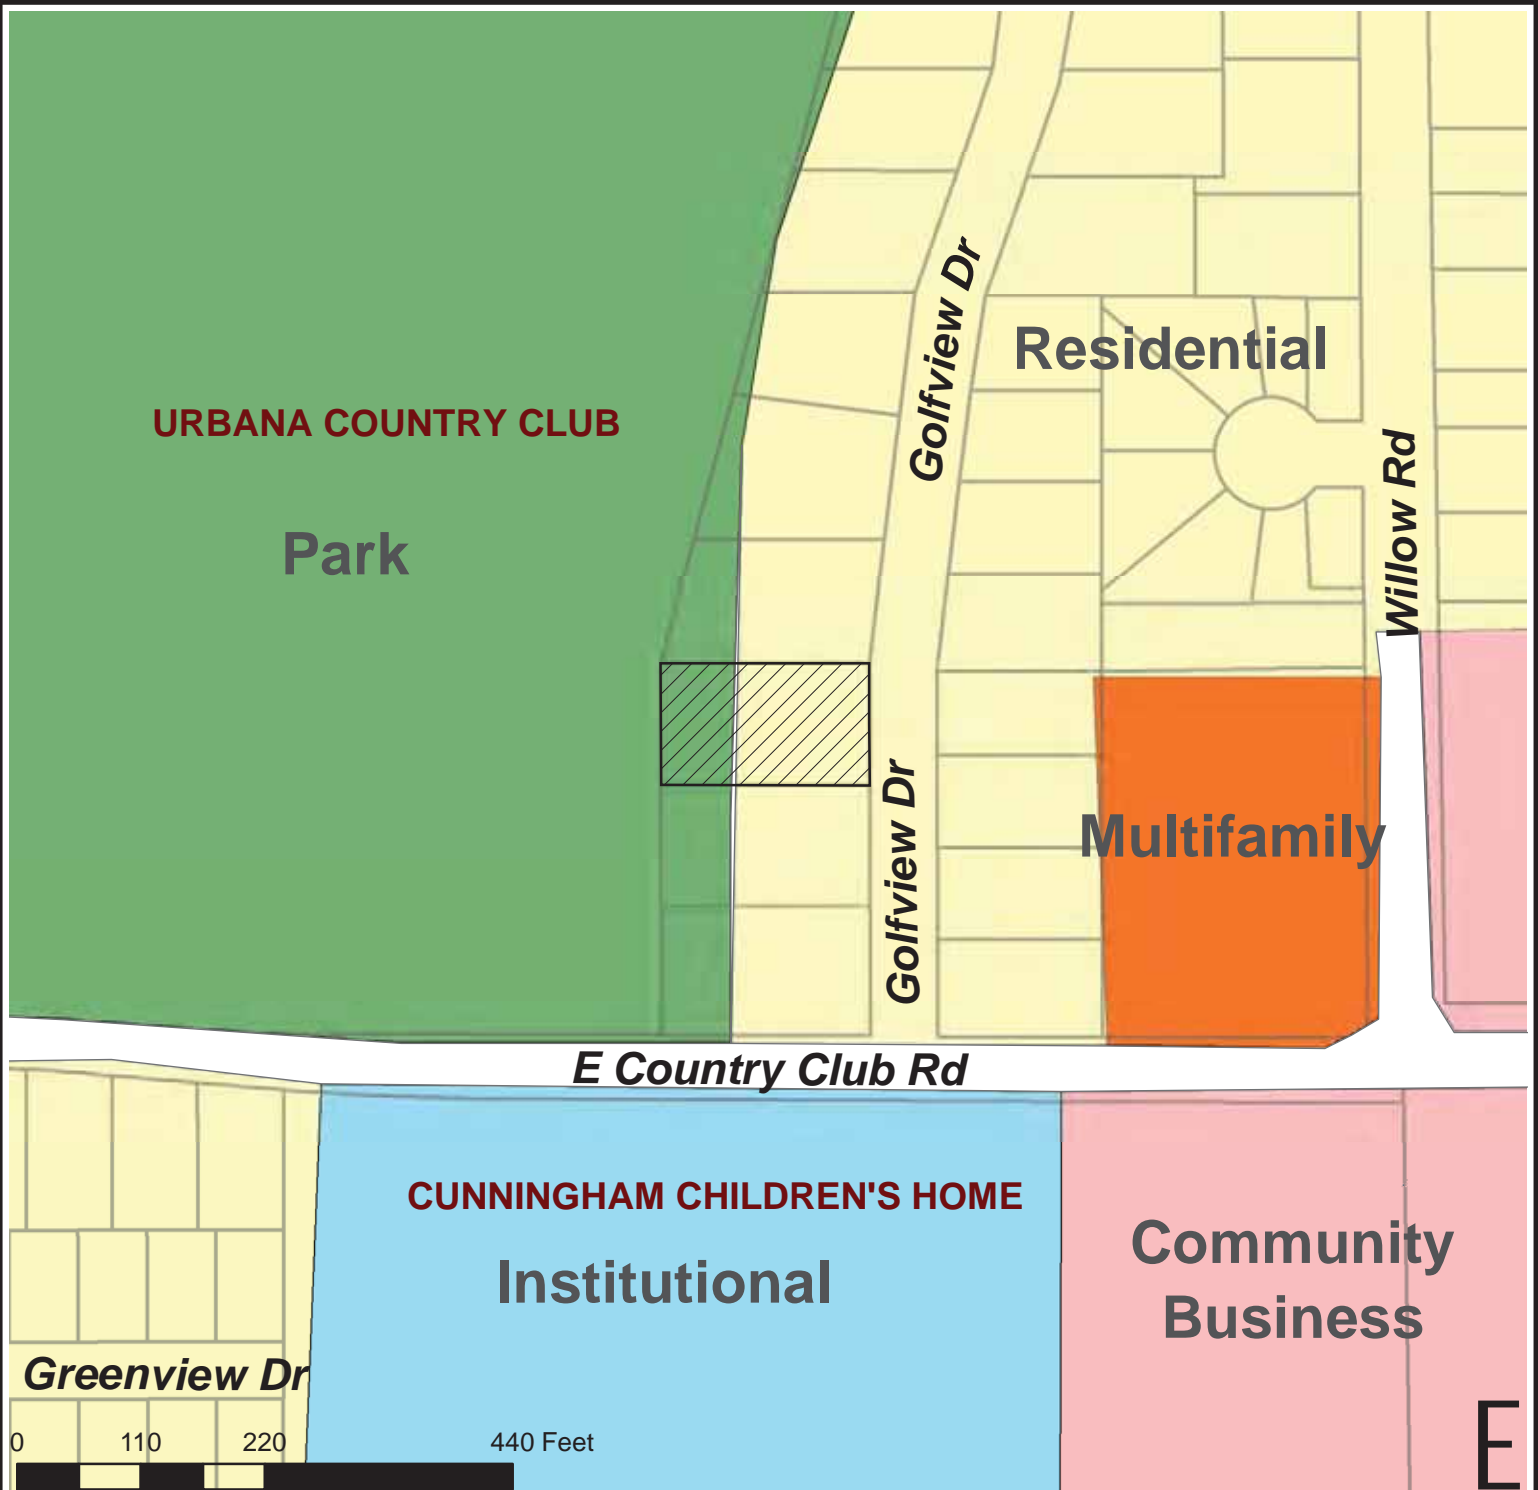 Golfview Dr
Residential
URBANA COUNTRY CLUB
Willow Rd
Park
Golfview Dr
Multifamily
E Country Club Rd
CUNNINGHAM CHILDREN'S HOME
Institutional
Community
Business
Greenview Dr
0 110 220 440 Feet
E